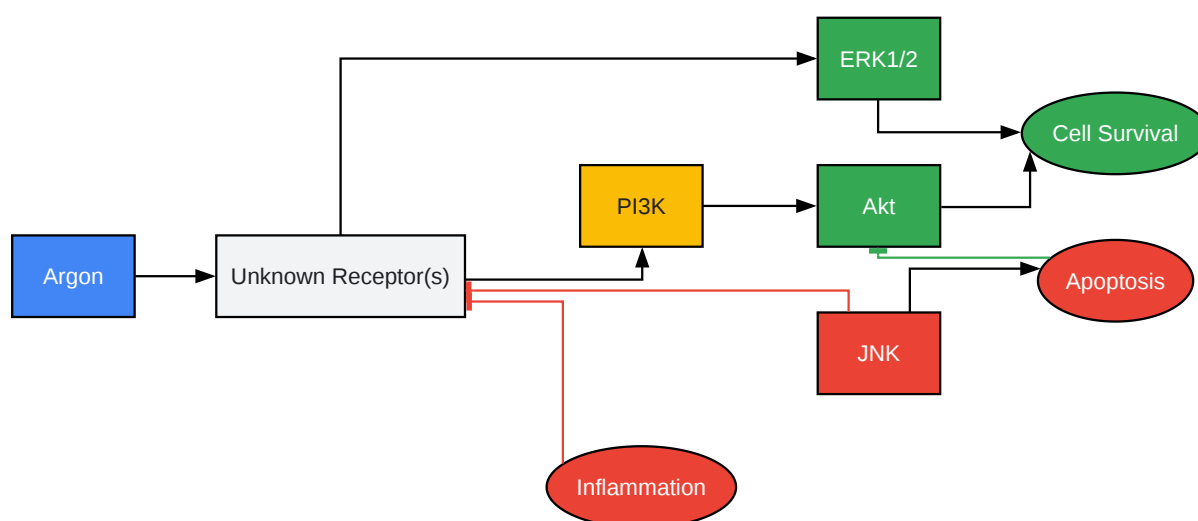 ERK1/2
Cell Survival
PI3K
Akt
Argon
Unknown Receptor(s)
Apoptosis
JNK
Inflammation